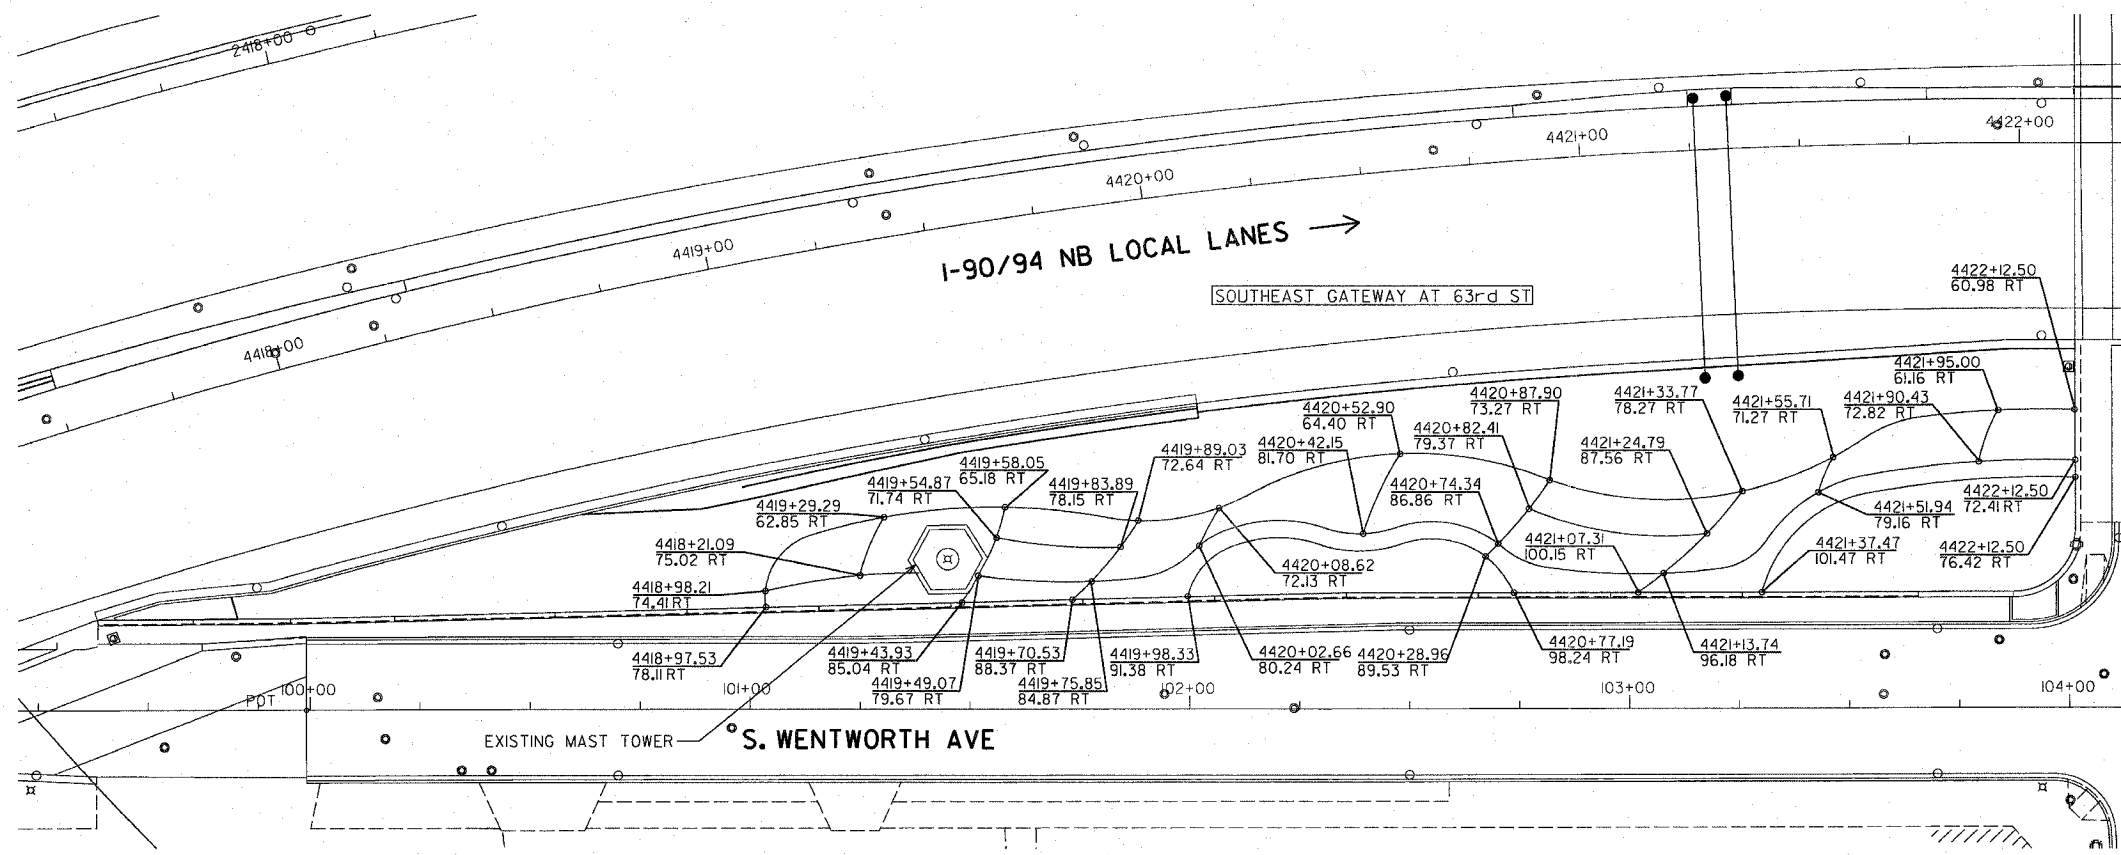 2418+00
4421+00
4422+00
4420+00
4419+00
I-90/94 NB LOCAL LANES
4422+12.50
60.98 RT
SOUTHEAST GATEWAY AT 63rd ST
4418+00
4421+95.00
61.16 RT
4420+87.90
73.27 RT
4421+33.77
78.27 RT
4421+55.71
71.27 RT
4421+90.43
72.82 RT
4420+52.90
64.40 RT
4420+82.41
79.37 RT
4420+42.15
81.70 RT
4421+24.79
87.56 RT
4419+89.03
72.64 RT
4419+58.05
65.18 RT
4419+54.87
71.74 RT
4419+83.89
78.15 RT
4420+74.34
86.86 RT
4422+12.50
72.41 RT
4419+29.29
62.85 RT
4421+51.94
79.16 RT
4418+21.09
75.02 RT
4421+07.31
100.15 RT
4421+37.47
101.47 RT
4422+12.50
76.42 RT
4420+08.62
72.13 RT
4418+98.21
74.41 RT
4418+97.53
78.11 RT
4419+43.93
85.04 RT
4419+70.53
88.37 RT
4419+98.33
91.38 RT
4420+02.66
80.24 RT
4420+28.96
89.53 RT
4420+77.19
98.24 RT
4421+13.74
96.18 RT
4419+49.07
79.67 RT
4419+75.85
84.87 RT
POT
100+00
101+00
102+00
103+00
104+00
EXISTING MAST TOWER
S. WENTWORTH AVE